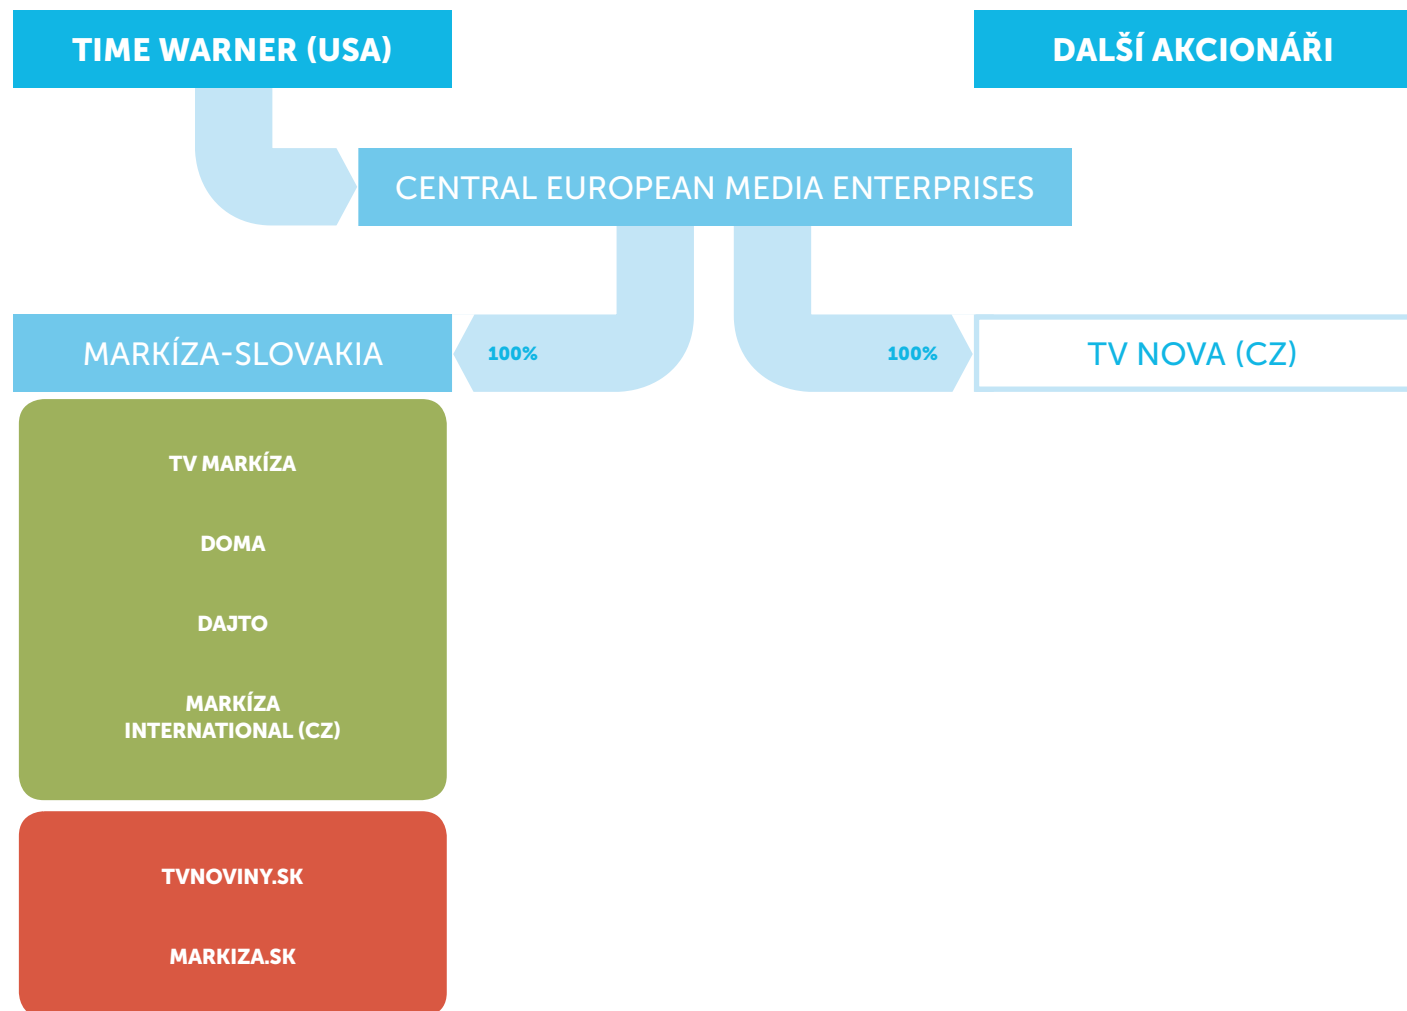 TIME WARNER (USA)
DALŠÍ AKCIONÁŘI
CENTRAL EUROPEAN MEDIA ENTERPRISES
MARKÍZA-SLOVAKIA
100%
100%
TV NOVA (CZ)
TV MARKÍZA
DOMA
DAJTO
MARKÍZA
INTERNATIONAL (CZ)
TVNOVINY.SK
MARKIZA.SK